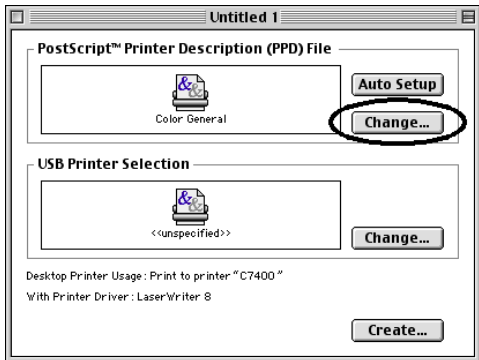 Untitled 1
PostScript™ Printer Description (PPD) File
Auto Setup
Color General
Change...
USB Printer Selection
<<unspecified>>
Change...
Desktop Printer Usage : Print to printer “C7400 ”
With Printer Driver : LaserWriter 8
Create...